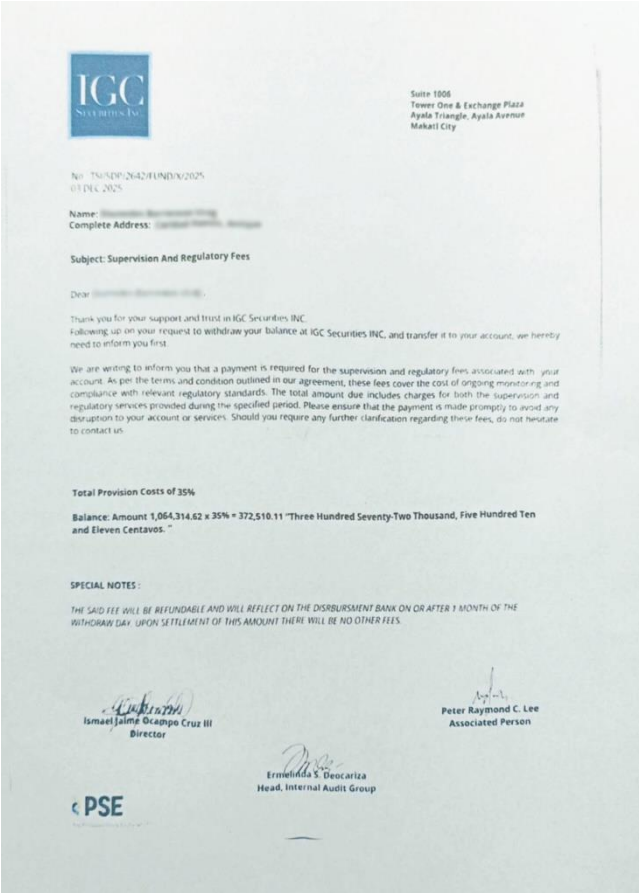 IGC
SECURITIES INC.
Suite 1006
Tower One & Exchange Plaza
Ayala Triangle, Ayala Avenue
Makati City
No
03 DEC 2025
Name:
Complete Address:
Subject: Supervision And Regulatory Fees
Dear
Thank you for your support and trust in IGC Securities INC.
Following up on your request to withdraw your balance at IGC Securities INC, and transfer it to your account, we hereby
need to inform you first.
We are writing to inform you that a payment is required for the supervision and regulatory fees associated with your
account. As per the terms and condition outlined in our agreement, these fees cover the cost of ongoing monitoring and
compliance with relevant regulatory standards. The total amount due includes charges for both the supervision and
regulatory services provided during the specified period. Please ensure that the payment is made promptly to avoid any
disruption to your account or services. Should you require any further clarification regarding these fees, do not hesitate
to contact us
Total Provision Costs of 35%
Balance: Amount 1,064,314.62 x 35% = 372,510.11 “Three Hundred Seventy-Two Thousand, Five Hundred Ten
and Eleven Centavos. ”
SPECIAL NOTES :
THE SAID FEE WILL BE REFUNDABLE AND WILL REFLECT ON THE DISRBURSMENT BANK ON OR AFTER 1 MONTH OF THE
WITHDRAW DAY. UPON SETTLEMENT OF THIS AMOUNT THERE WILL BE NO OTHER FEES.
Ismael Jaime Ocampo Cruz III
Director
Peter Raymond C. Lee
Associated Person
Ermelinda S. Deocariza
Head, Internal Audit Group
PSE